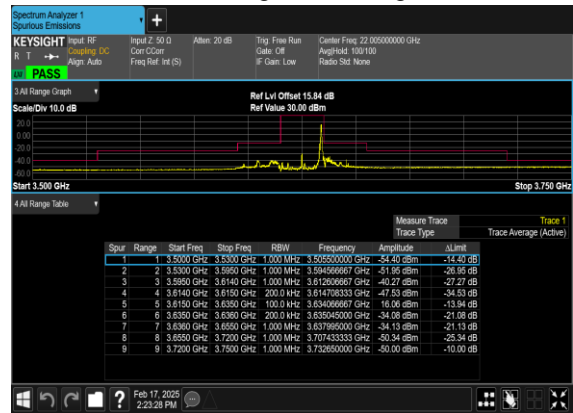 Spectrum Analyzer 1
Spurious Emissions
KEYSIGHT Input: RF Input Z: 50 Ω Atten: 20 dB Trig: Free Run Center Freq: 22.005000000 GHz
R T Coupling: DC Corr CCorr Gate: Off Avg|Hold: 100/100
Align: Auto Freq Ref: Int (S) IF Gain: Low Radio Std: None
PASS
3 All Range Graph Ref Lvl Offset 15.84 dB
Scale/Div 10.0 dB Ref Value 30.00 dBm
20.0
0.00
-20.0
-40.0
-60.0
Start 3.500 GHz Stop 3.750 GHz
4 All Range Table
Measure Trace Trace 1
Trace Type Trace Average (Active)
Spur Range Start Freq Stop Freq RBW Frequency Amplitude ΔLimit
1 1 3.5000 GHz 3.5300 GHz 1.000 MHz 3.505500000 GHz -54.40 dBm -14.40 dB
2 2 3.5300 GHz 3.5950 GHz 1.000 MHz 3.594566667 GHz -51.95 dBm -26.95 dB
3 3 3.5950 GHz 3.6140 GHz 1.000 MHz 3.612606667 GHz -40.27 dBm -27.27 dB
4 4 3.6140 GHz 3.6150 GHz 200.0 kHz 3.614708333 GHz -47.53 dBm -34.53 dB
5 5 3.6150 GHz 3.6350 GHz 100.0 kHz 3.634066667 GHz 16.06 dBm -13.94 dB
6 6 3.6350 GHz 3.6360 GHz 200.0 kHz 3.635045000 GHz -34.08 dBm -21.08 dB
7 7 3.6360 GHz 3.6550 GHz 1.000 MHz 3.637995000 GHz -34.13 dBm -21.13 dB
8 8 3.6550 GHz 3.7200 GHz 1.000 MHz 3.707433333 GHz -50.34 dBm -25.34 dB
9 9 3.7200 GHz 3.7500 GHz 1.000 MHz 3.732650000 GHz -50.00 dBm -10.00 dB
Feb 17, 2025
2:23:28 PM